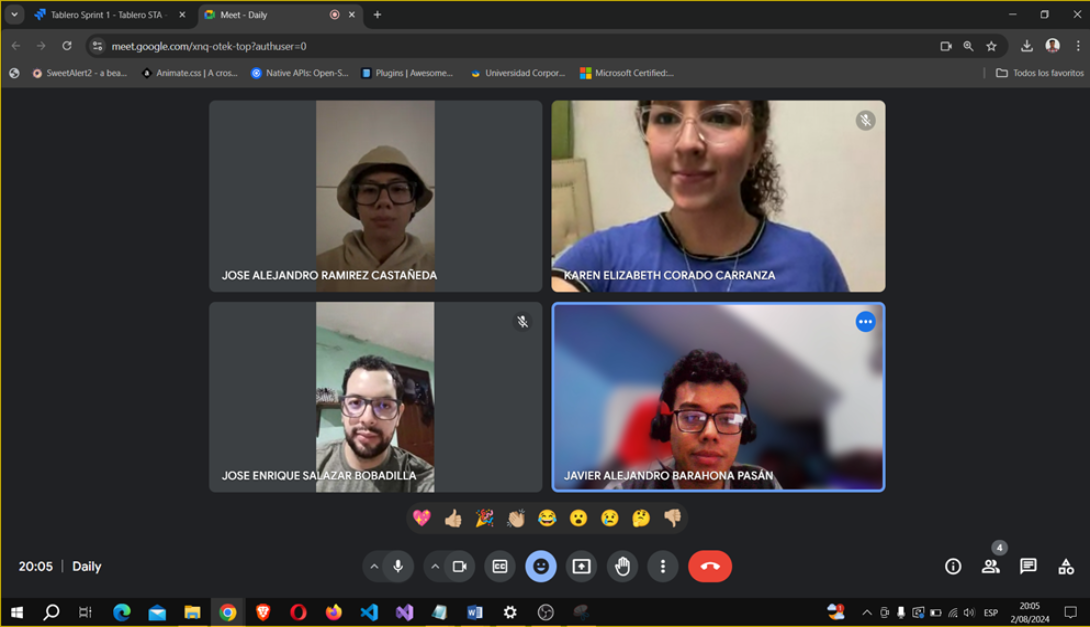 Tablero Sprint 1 - Tablero STA -
Meet - Daily
meet.google.com/xnq-otek-top?authuser=0
SweetAlert2 - a bea...
Animate.css | A cros...
Native APIs: Open-S...
Plugins | Awesome...
Universidad Corpor...
Microsoft Certified:...
Todos los favoritos
JOSE ALEJANDRO RAMIREZ CASTAÑEDA
KAREN ELIZABETH CORADO CARRANZA
JOSE ENRIQUE SALAZAR BOBADILLA
JAVIER ALEJANDRO BARAHONA PASÁN
20:05 | Daily
4
ESP
20:05
2/08/2024